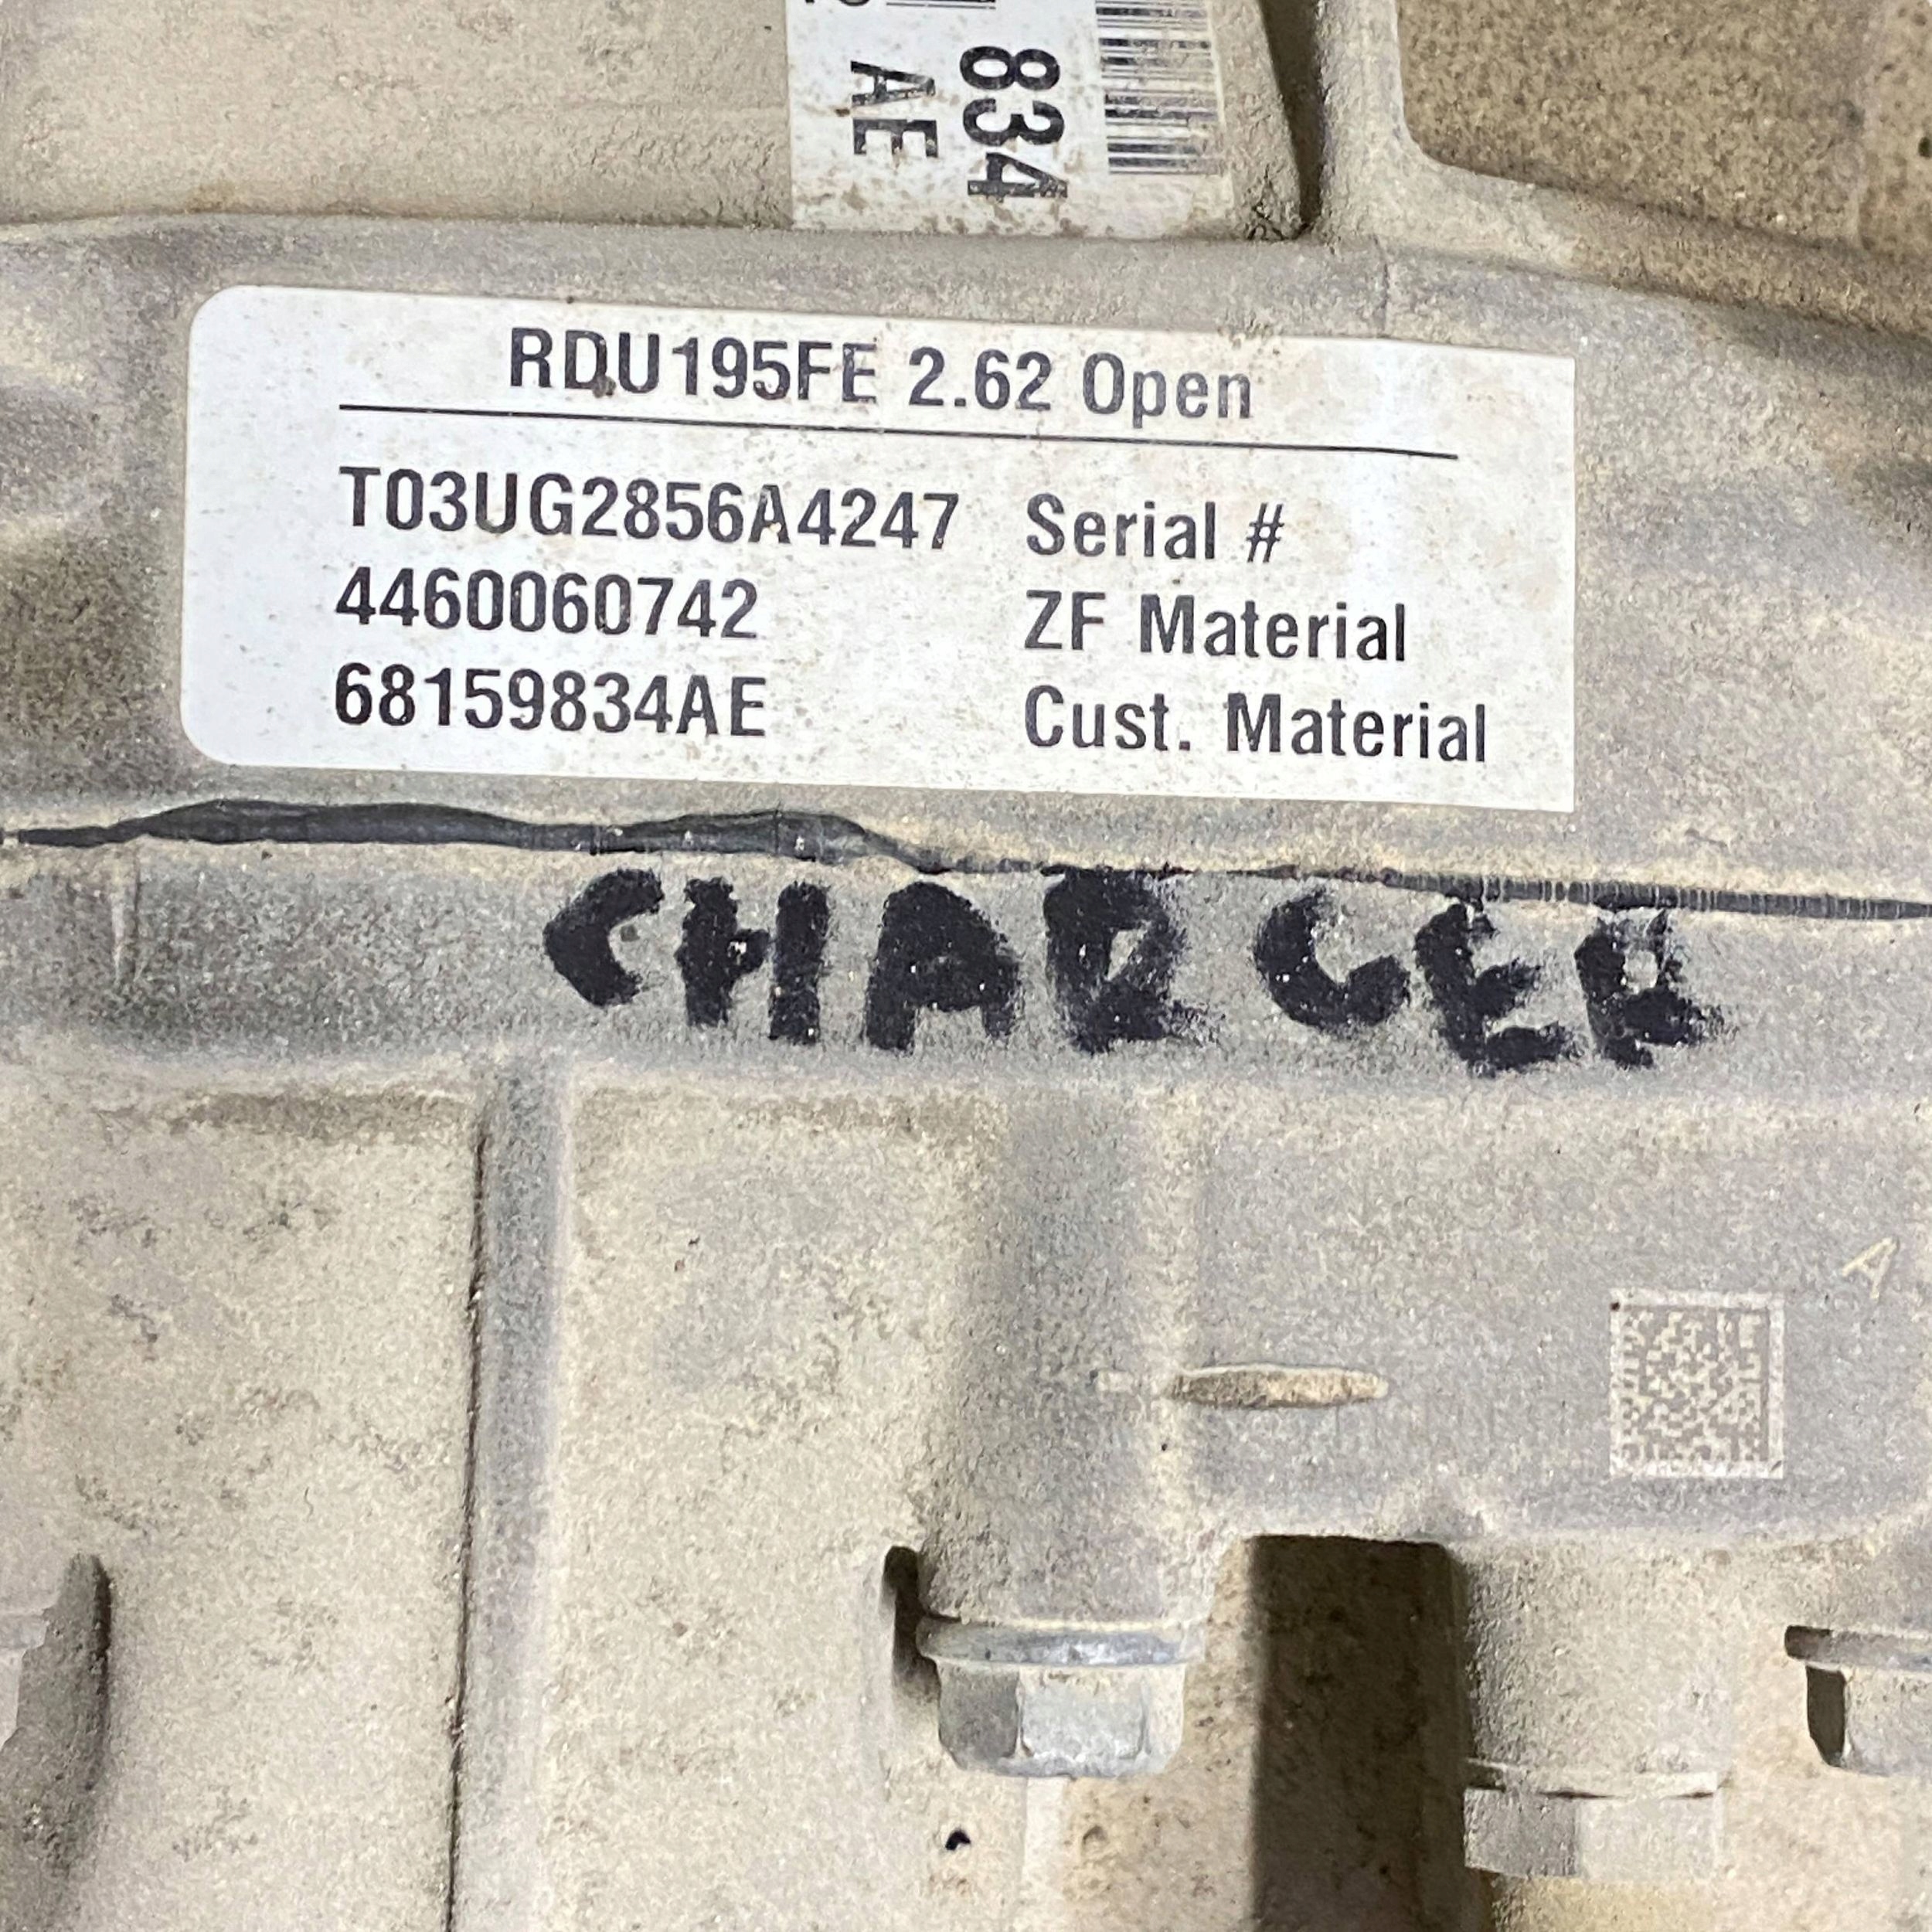 834
AE
RDU195FE 2.62 Open
T03UG2856A4247 Serial #
4460060742 ZF Material
68159834AE Cust. Material
CHARGER
A